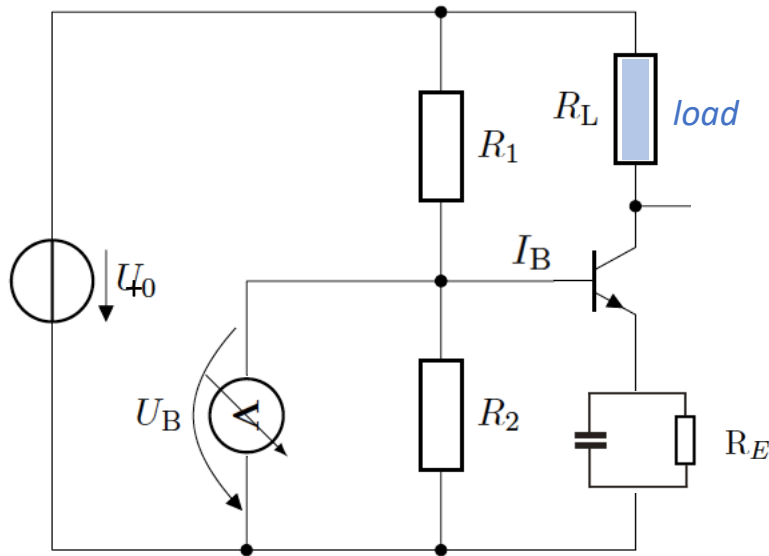 R_L load
R_1
I_B
U_0
+
U_B
V
R_2
R_E